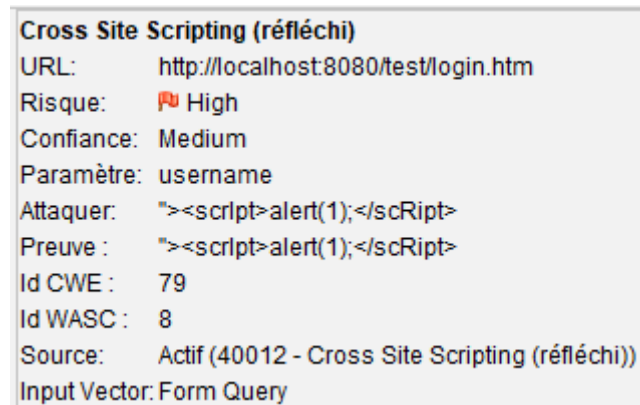 Cross Site Scripting (réfléchi)
URL: http://localhost:8080/test/login.htm
Risque: High
Confiance: Medium
Paramètre: username
Attaquer: "><scrIpt>alert(1);</scRipt>
Preuve : "><scrIpt>alert(1);</scRipt>
Id CWE : 79
Id WASC : 8
Source: Actif (40012 - Cross Site Scripting (réfléchi))
Input Vector: Form Query